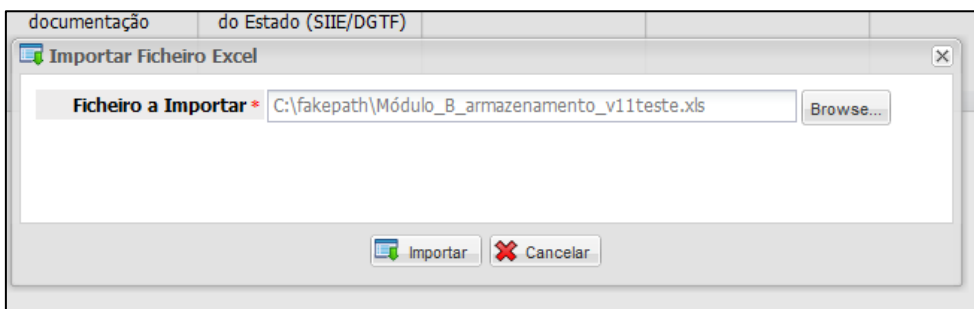 documentação do Estado (SIIE/DGTF)
Importar Ficheiro Excel
Ficheiro a Importar * C:\fakepath\Módulo_B_armazenamento_v11teste.xls Browse...
Importar Cancelar